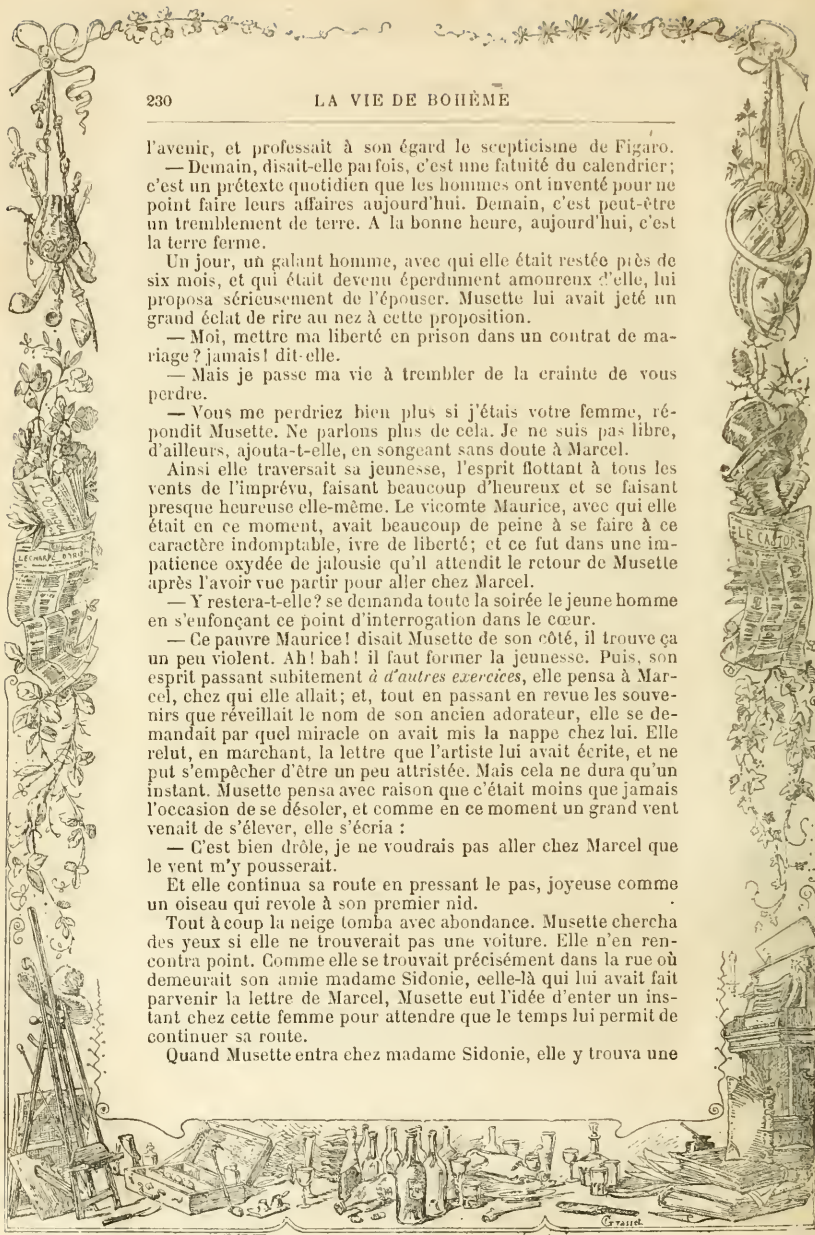 230 LA VIE DE BOHÈME
l'avenir, et professait à son égard le scepticisme de Figaro.
— Demain, disait-elle parfois, c'est une fatuité du calendrier;
c'est un prétexte quotidien que les hommes ont inventé pour ne
point faire leurs affaires aujourd'hui. Demain, c'est peut-être
un tremblement de terre. A la bonne heure, aujourd'hui, c'est
la terre ferme.
Un jour, un galant homme, avec qui elle était restée près de
six mois, et qui était devenu éperdument amoureux d'elle, lui
proposa sérieusement de l'épouser. Musette lui avait jeté un
grand éclat de rire au nez à cette proposition.
— Moi, mettre ma liberté en prison dans un contrat de ma-
riage ? jamais! dit-elle.
— Mais je passe ma vie à trembler de la crainte de vous
perdre.
— Vous me perdriez bien plus si j'étais votre femme, ré-
pondit Musette. Ne parlons plus de cela. Je ne suis pas libre,
d'ailleurs, ajouta-t-elle, en songeant sans doute à Marcel.
Ainsi elle traversait sa jeunesse, l'esprit flottant à tous les
vents de l'imprévu, faisant beaucoup d'heureux et se faisant
presque heureuse elle-même. Le vicomte Maurice, avec qui elle
était en ce moment, avait beaucoup de peine à se faire à ce
caractère indomptable, ivre de liberté; et ce fut dans une im-
patience oxydée de jalousie qu'il attendit le retour de Musette
après l'avoir vue partir pour aller chez Marcel.
— Y restera-t-elle? se demanda toute la soirée le jeune homme
en s'enfonçant ce point d'interrogation dans le cœur.
— Ce pauvre Maurice! disait Musette de son côté, il trouve ça
un peu violent. Ah! bah! il faut former la jeunesse. Puis, son
esprit passant subitement à d'autres exercices, elle pensa à Mar-
cel, chez qui elle allait; et, tout en passant en revue les souve-
nirs que réveillait le nom de son ancien adorateur, elle se de-
mandait par quel miracle on avait mis la nappe chez lui. Elle
relut, en marchant, la lettre que l'artiste lui avait écrite, et ne
put s'empêcher d'être un peu attristée. Mais cela ne dura qu'un
instant. Musette pensa avec raison que c'était moins que jamais
l'occasion de se désoler, et comme en ce moment un grand vent
venait de s'élever, elle s'écria :
— C'est bien drôle, je ne voudrais pas aller chez Marcel que
le vent m'y pousserait.
Et elle continua sa route en pressant le pas, joyeuse comme
un oiseau qui revole à son premier nid.
Tout à coup la neige tomba avec abondance. Musette chercha
des yeux si elle ne trouverait pas une voiture. Elle n'en ren-
contra point. Comme elle se trouvait précisément dans la rue où
demeurait son amie madame Sidonie, celle-là qui lui avait fait
parvenir la lettre de Marcel, Musette eut l'idée d'enter un ins-
tant chez cette femme pour attendre que le temps lui permit de
continuer sa route.
Quand Musette entra chez madame Sidonie, elle y trouva une
LE CASTOR
Grasset